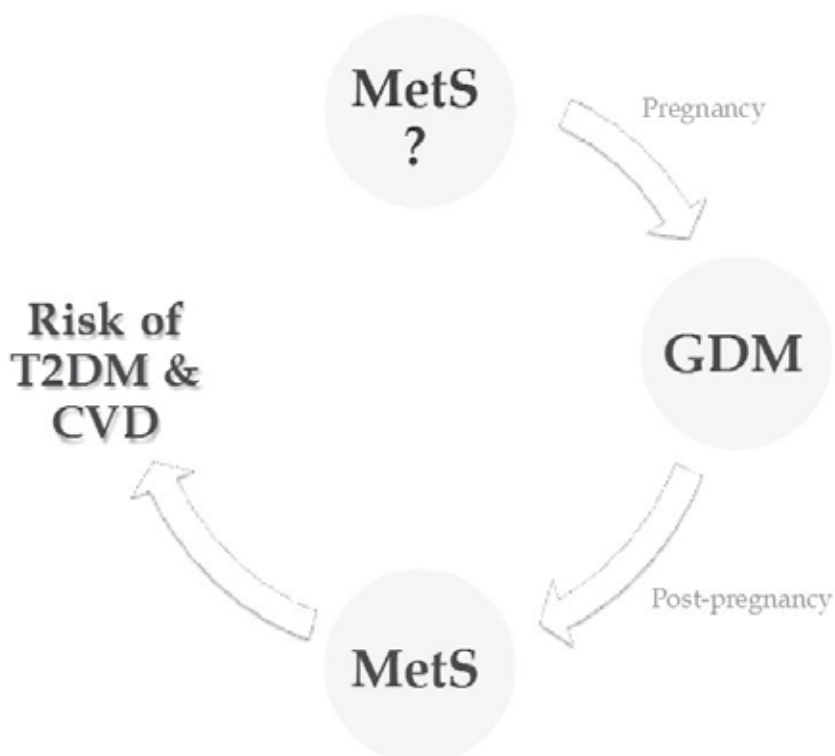 MetS
?
Pregnancy
GDM
Post-pregnancy
MetS
Risk of
T2DM &
CVD